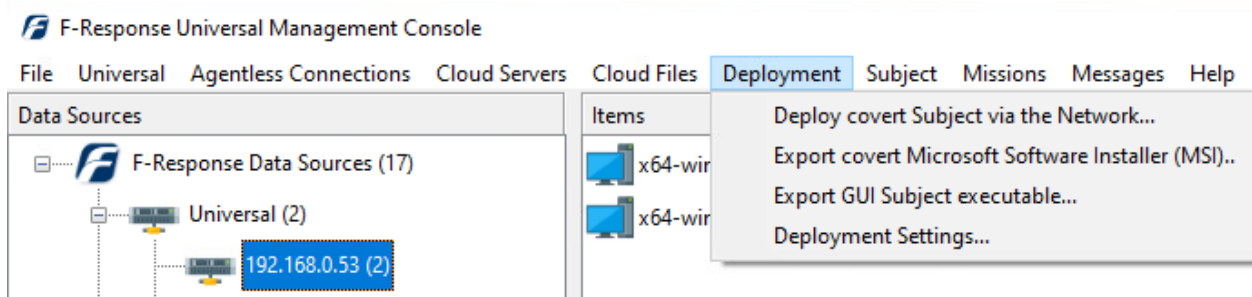 F-Response Universal Management Console
File Universal Agentless Connections Cloud Servers Cloud Files Deployment Subject Missions Messages Help
Data Sources
Items
F-Response Data Sources (17)
Universal (2)
192.168.0.53 (2)
x64-wir
x64-wir
Deploy covert Subject via the Network...
Export covert Microsoft Software Installer (MSI)..
Export GUI Subject executable...
Deployment Settings...